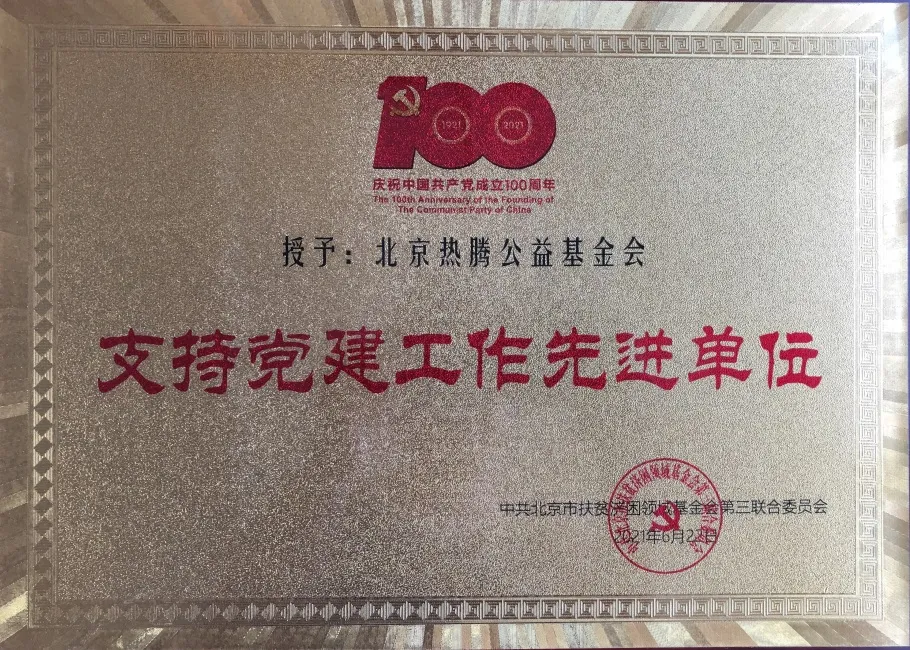 100
1921
2021
庆祝中国共产党成立100周年
The 100th Anniversary of the Founding of
The Communist Party of China
授予：北京热腾公益基金会
支持党建工作先进单位
中共北京市扶贫济困领域基金会第三联合委员会
2021年6月22日